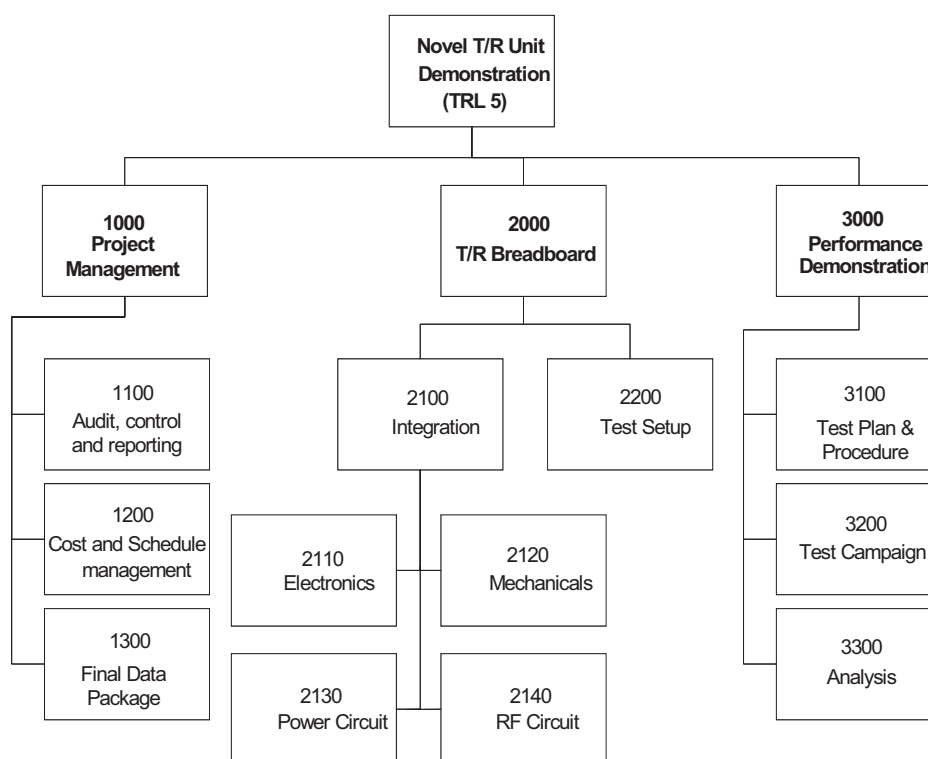 Novel T/R Unit
Demonstration
(TRL 5)
1000
Project
Management
2000
T/R Breadboard
3000
Performance
Demonstration
1100
Audit, control
and reporting
1200
Cost and Schedule
management
1300
Final Data
Package
2100
Integration
2200
Test Setup
2110
Electronics
2120
Mechanicals
2130
Power Circuit
2140
RF Circuit
3100
Test Plan &
Procedure
3200
Test Campaign
3300
Analysis